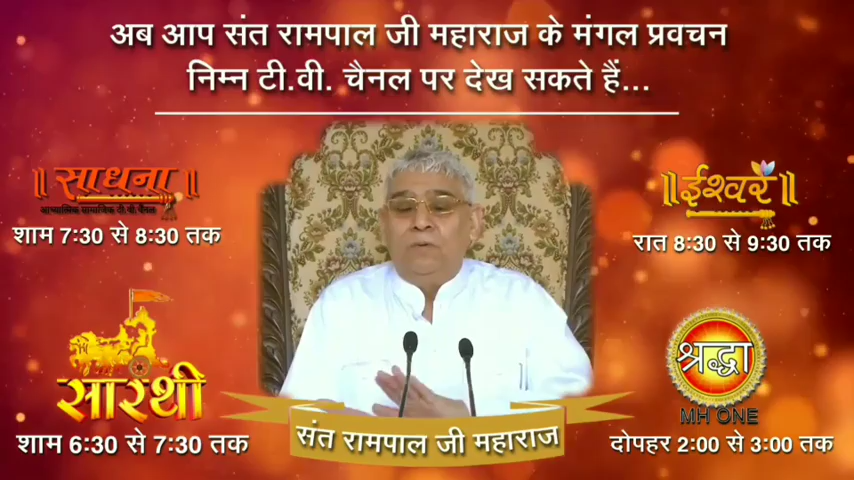 अब आप संत रामपाल जी महाराज के मंगल प्रवचन
निम्न टी.वी. चैनल पर देख सकते हैं...
॥साधना॥
शाम 7:30 से 8:30 तक
॥ईश्वर॥
रात 8:30 से 9:30 तक
सारथी
शाम 6:30 से 7:30 तक
संत रामपाल जी महाराज
श्रद्धा
MH ONE
दोपहर 2:00 से 3:00 तक